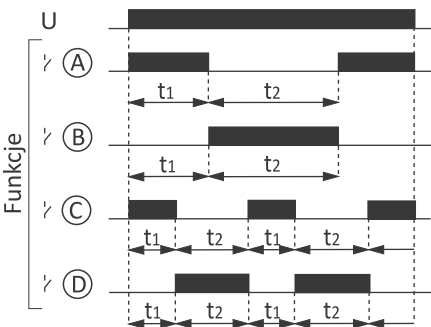 U
A
t1 t2
B
t1 t2
C
t1 t2 t1 t2
D
t1 t2 t1 t2
Funkcje